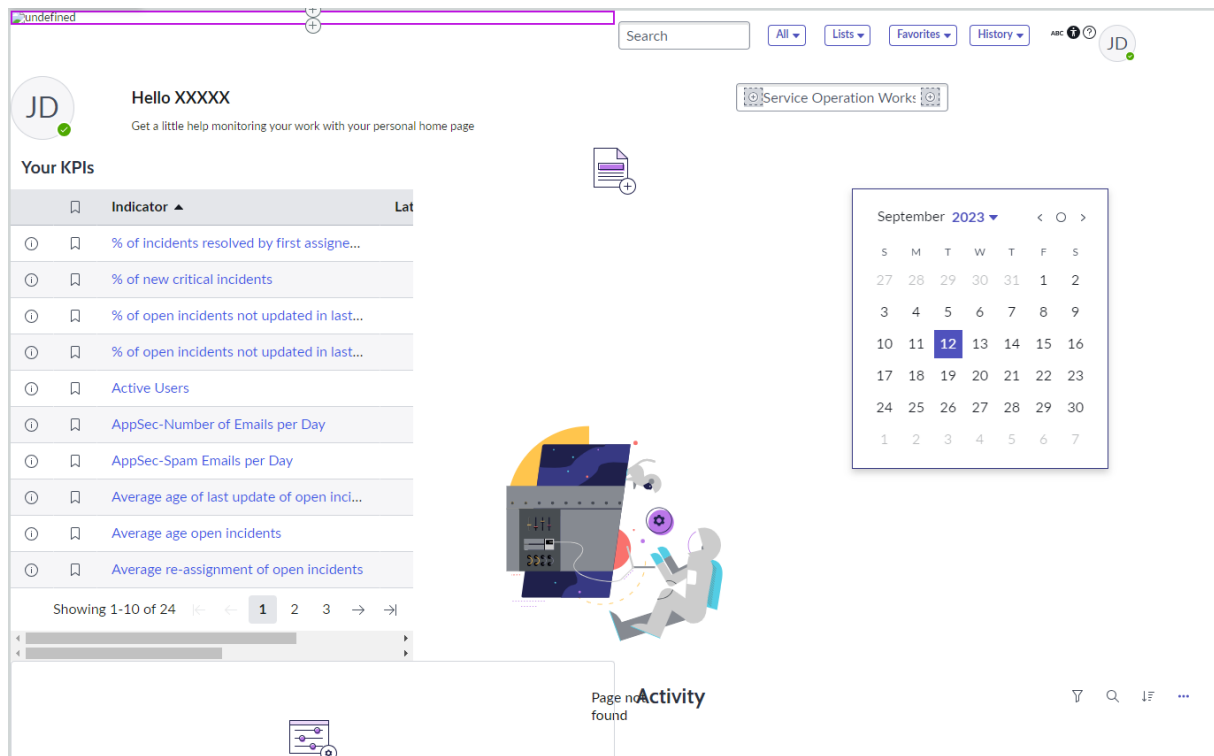 undefined
Search
All
Lists
Favorites
History
ABC
JD
JD
Hello XXXXX
Get a little help monitoring your work with your personal home page
Service Operation Works
Your KPIs
Indicator
Lat
% of incidents resolved by first assigne...
% of new critical incidents
% of open incidents not updated in last...
% of open incidents not updated in last...
Active Users
AppSec-Number of Emails per Day
AppSec-Spam Emails per Day
Average age of last update of open inci...
Average age open incidents
Average re-assignment of open incidents
Showing 1-10 of 24 1 2 3
September 2023
S M T W T F S
27 28 29 30 31 1 2
3 4 5 6 7 8 9
10 11 12 13 14 15 16
17 18 19 20 21 22 23
24 25 26 27 28 29 30
1 2 3 4 5 6 7
Page not
found
Activity